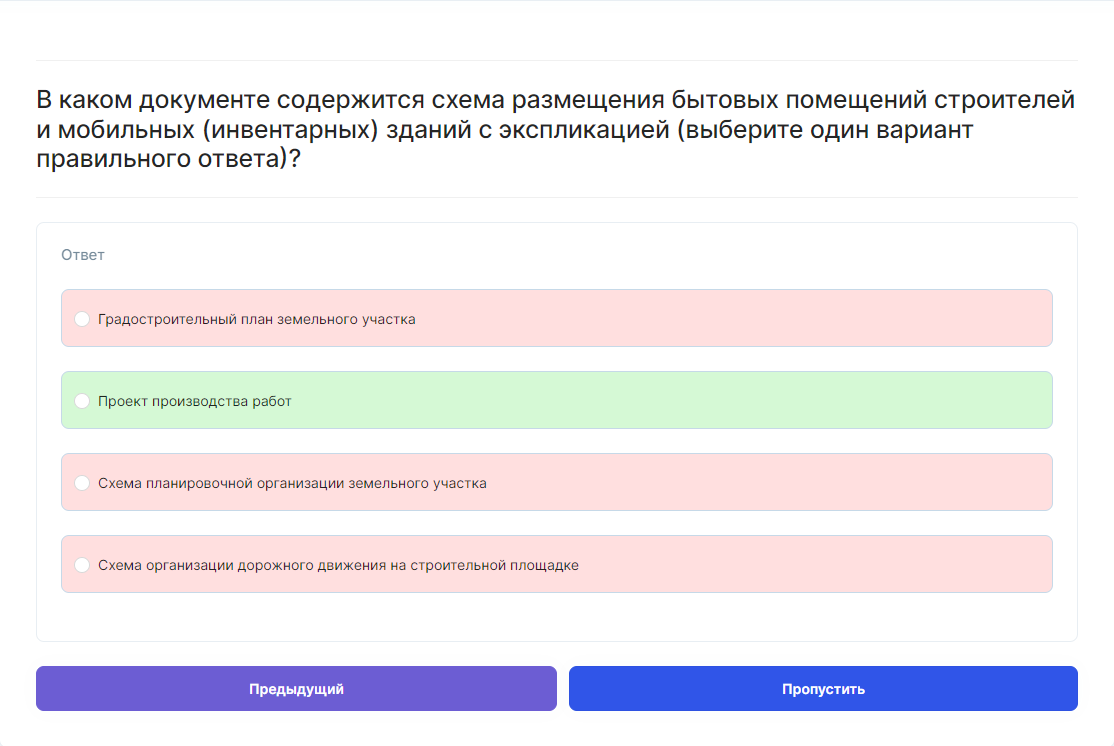 В каком документе содержится схема размещения бытовых помещений строителей
и мобильных (инвентарных) зданий с экспликацией (выберите один вариант
правильного ответа)?
Ответ
Градостроительный план земельного участка
Проект производства работ
Схема планировочной организации земельного участка
Схема организации дорожного движения на строительной площадке
Предыдущий
Пропустить